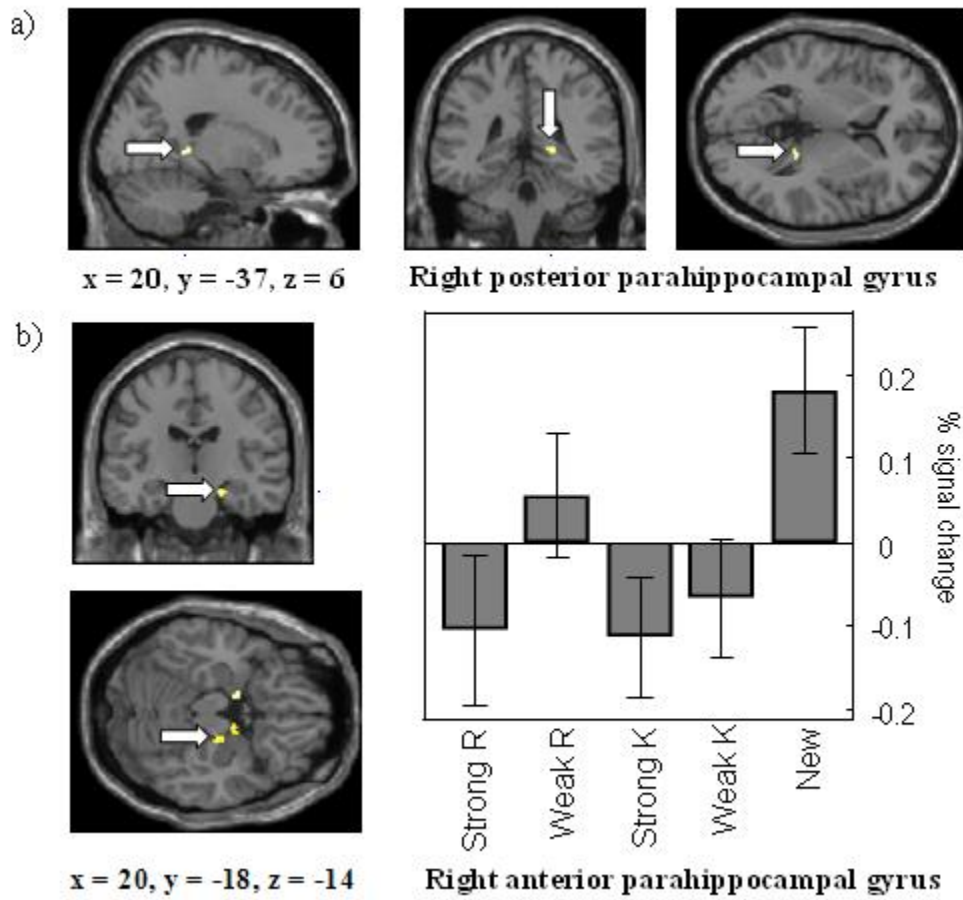 a)
x = 20, y = -37, z = 6
Right posterior parahippocampal gyrus
b)
0.2
0.1
0
-0.1
-0.2
% signal change
Strong R
Weak R
Strong K
Weak K
New
x = 20, y = -18, z = -14
Right anterior parahippocampal gyrus